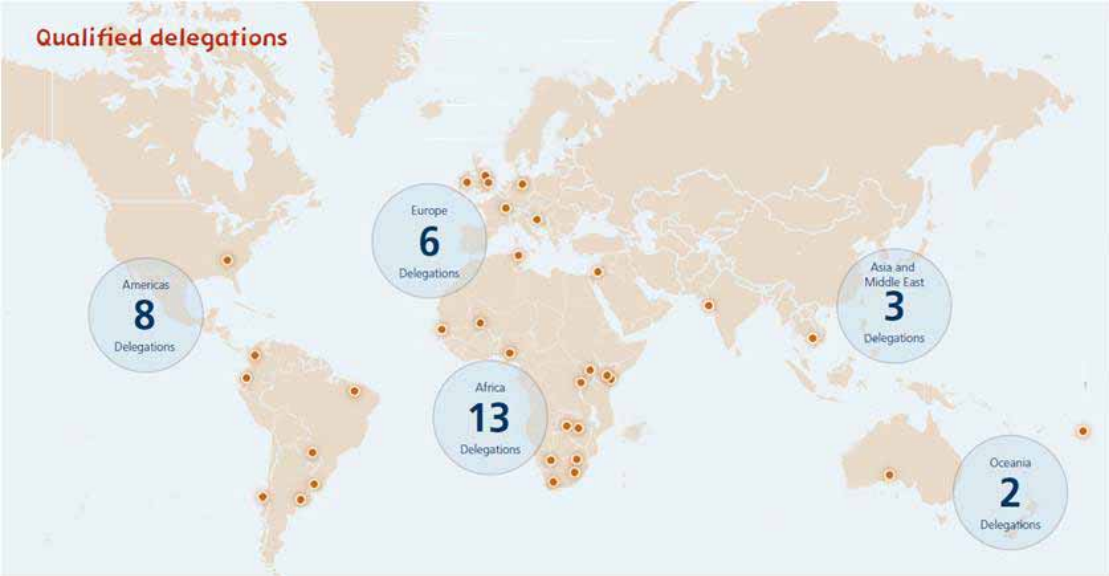 Qualified delegations
Europe
6
Delegations
Americas
8
Delegations
Asia and
Middle East
3
Delegations
Africa
13
Delegations
Oceania
2
Delegations